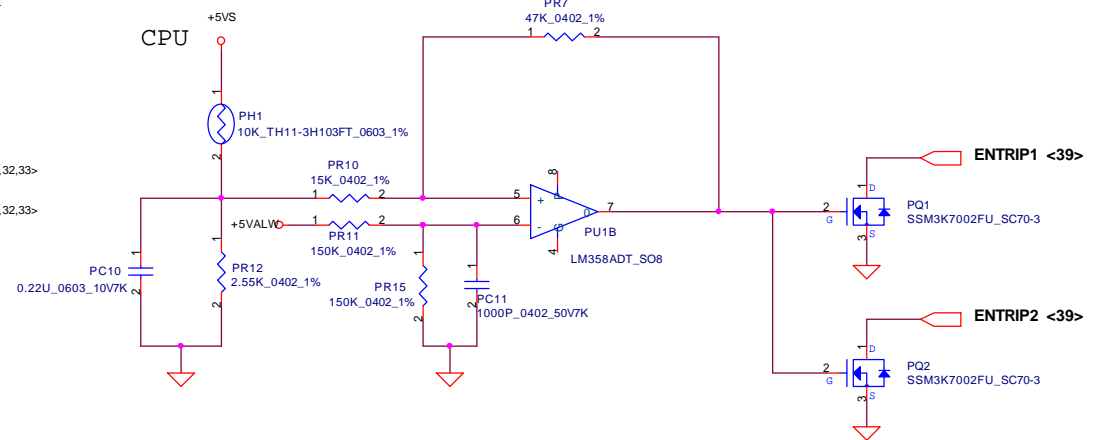 PR7
47K_0402_1%
1
2
+5VS
CPU
1
PH1
10K_TH11-3H103FT_0603_1%
2
,32,33>
,32,33>
PR10
15K_0402_1%
1
2
5
+
8
P
0
7
+5VALW
1
2
6
-
G
4
PR11
150K_0402_1%
PU1B
LM358ADT_SO8
1
PC10
0.22U_0603_10V7K
2
1
PR12
2.55K_0402_1%
2
1
PR15
150K_0402_1%
2
1
PC11
1000P_0402_50V7K
2
ENTRIP1 <39>
1
D
2
G
3
S
PQ1
SSM3K7002FU_SC70-3
ENTRIP2 <39>
1
D
2
G
3
S
PQ2
SSM3K7002FU_SC70-3